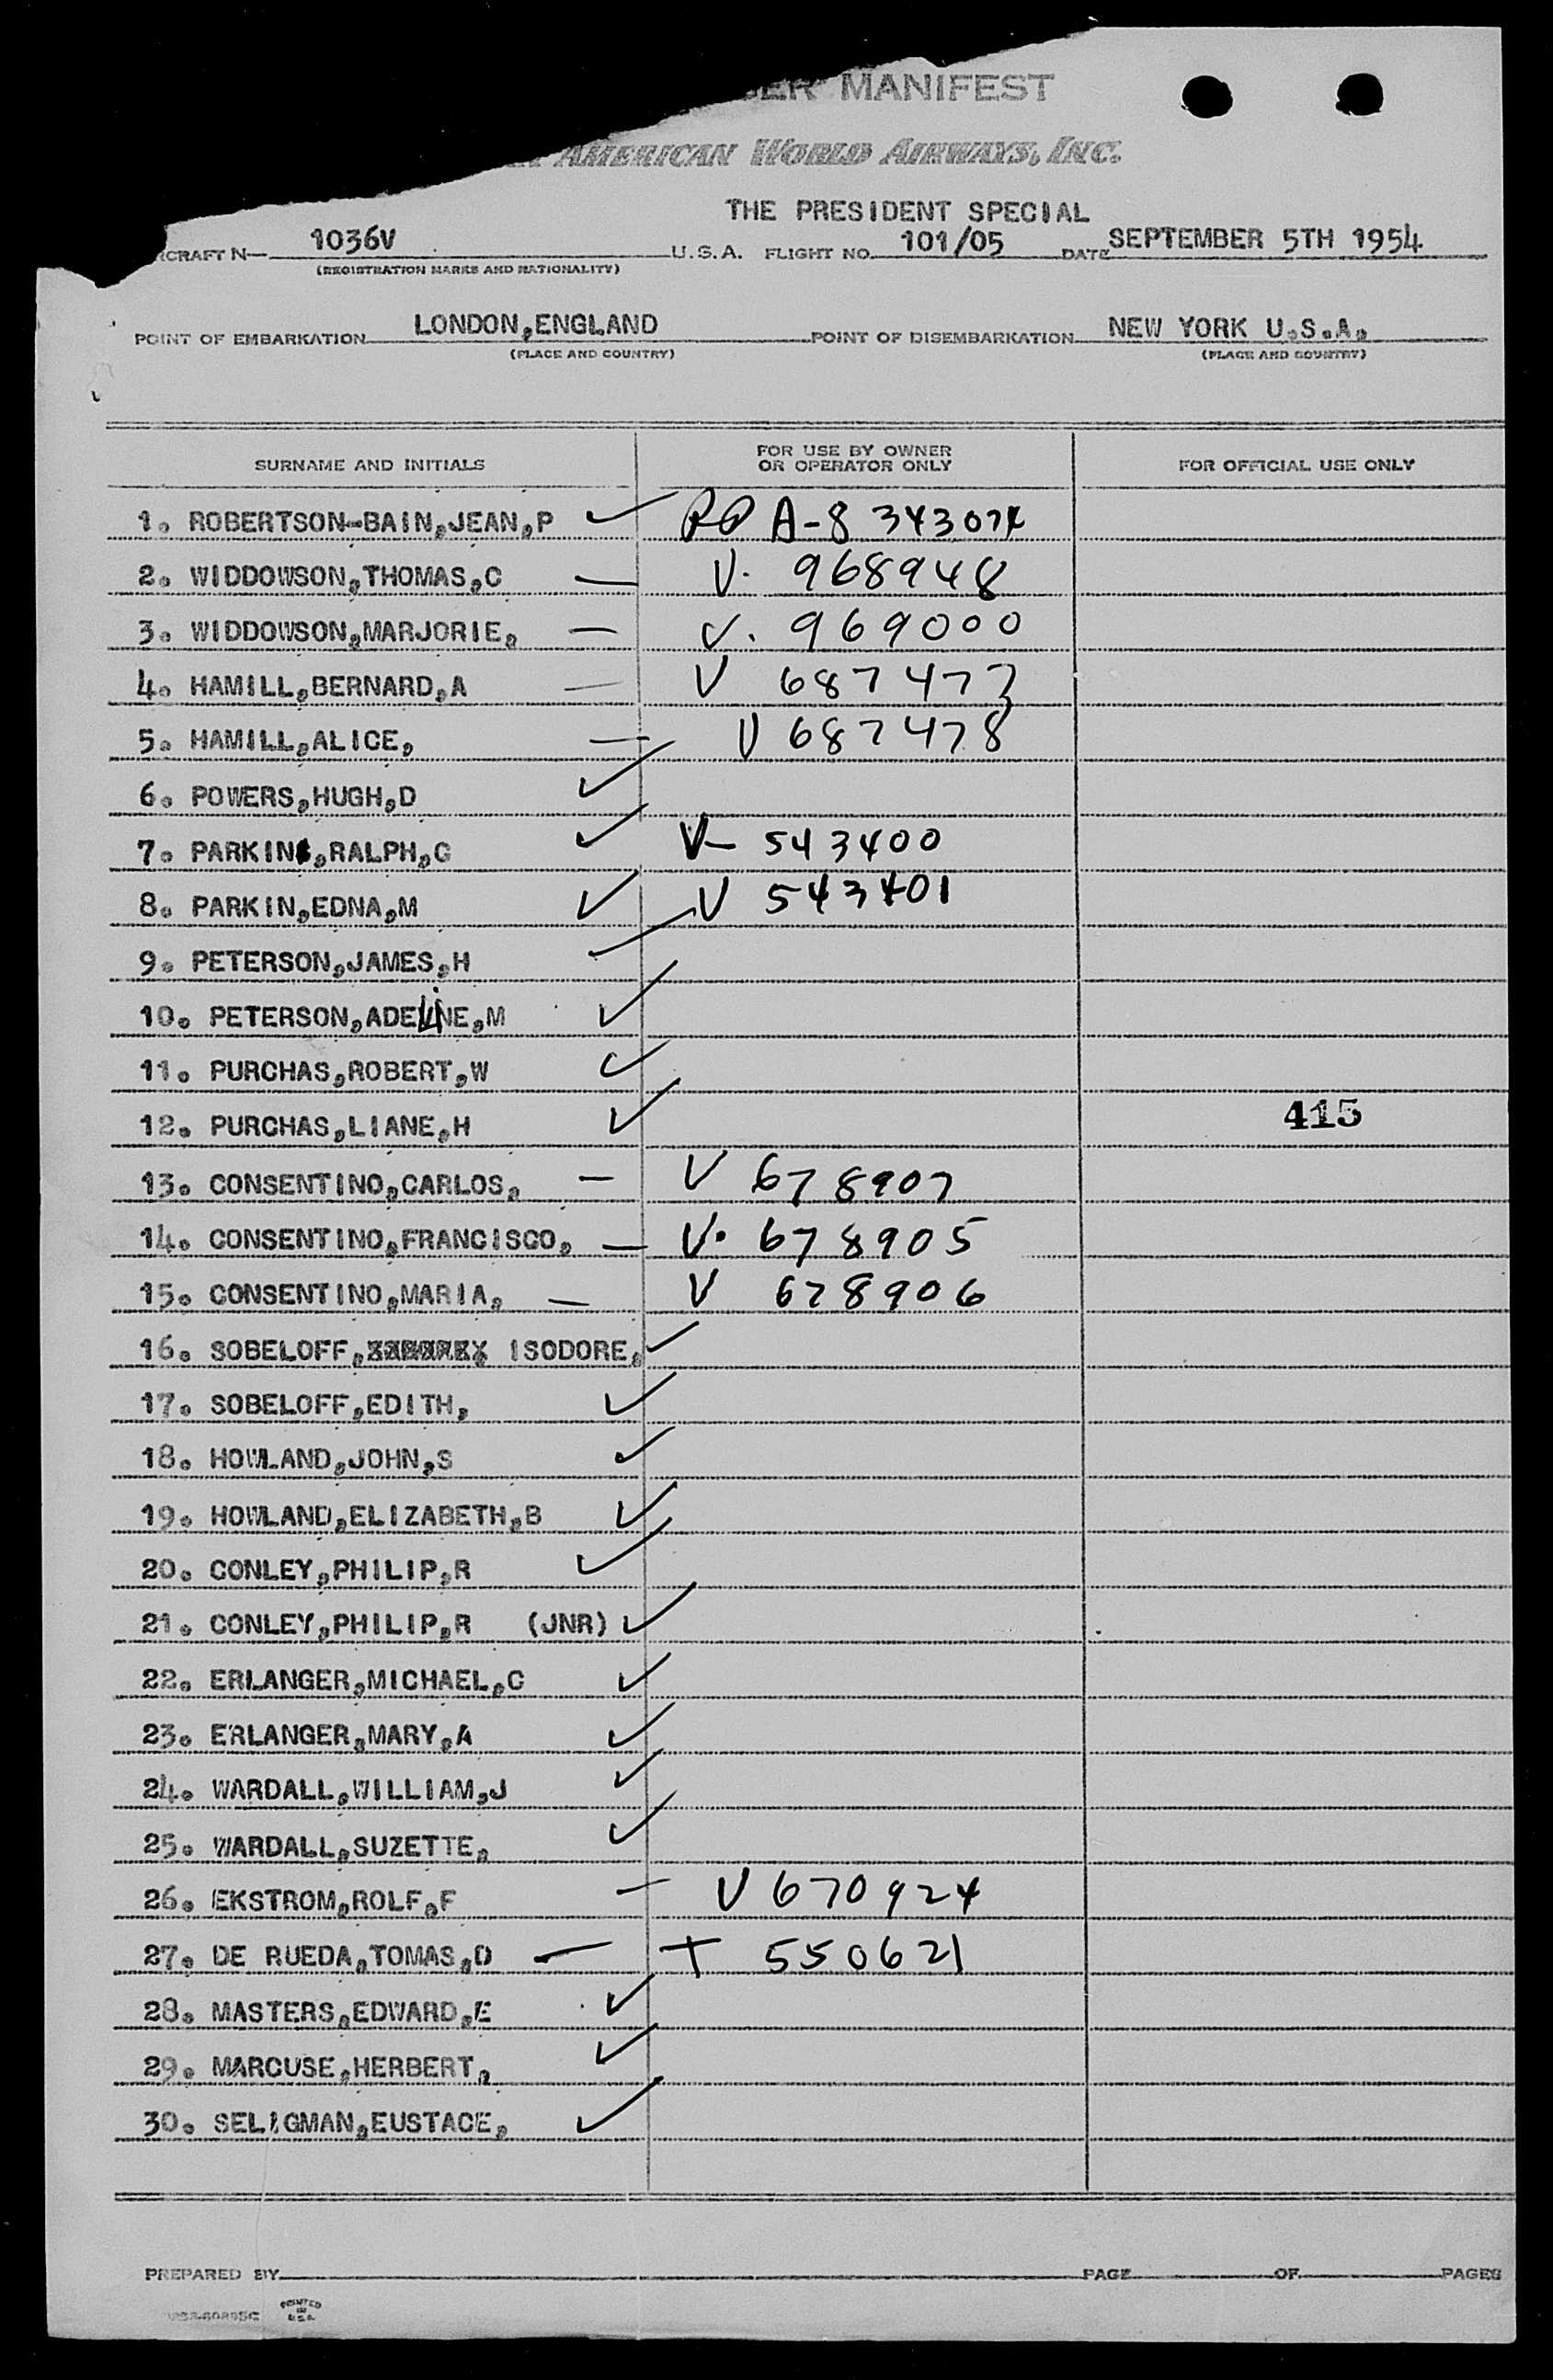 MANIFEST
AMERICAN WORLD AIRWAYS, INC.
THE PRESIDENT SPECIAL
N— 1036V U.S.A. FLIGHT NO. 101/05 DATE SEPTEMBER 5TH 1954
(REGISTRATION MARKS AND NATIONALITY)
POINT OF EMBARKATION LONDON,ENGLAND POINT OF DISEMBARKATION NEW YORK U.S.A.
(PLACE AND COUNTRY) (PLACE AND COUNTRY)
SURNAME AND INITIALS FOR USE BY OWNER OR OPERATOR ONLY FOR OFFICIAL USE ONLY
1. ROBERTSON-BAIN,JEAN,P ✓ A-8 343074
2. WIDDOWSON,THOMAS,C — V. 968948
3. WIDDOWSON,MARJORIE, — V. 969000
4. HAMILL,BERNARD,A — V 687477
5. HAMILL,ALICE, — V 687478
6. POWERS,HUGH,D ✓
7. PARKIN,RALPH,G ✓ V- 543400
8. PARKIN,EDNA,M ✓ V 543401
9. PETERSON,JAMES,H ✓
10. PETERSON,ADELINE,M ✓
11. PURCHAS,ROBERT,W ✓
12. PURCHAS,LIANE,H ✓ 415
13. CONSENTINO,CARLOS, — V 678907
14. CONSENTINO,FRANCISCO, — V. 678905
15. CONSENTINO,MARIA, — V 678906
16. SOBELOFF, ISODORE, ✓
17. SOBELOFF,EDITH, ✓
18. HOWLAND,JOHN,S ✓
19. HOWLAND,ELIZABETH,B ✓
20. CONLEY,PHILIP,R ✓
21. CONLEY,PHILIP,R (JNR) ✓
22. ERLANGER,MICHAEL,C ✓
23. ERLANGER,MARY,A ✓
24. WARDALL,WILLIAM,J ✓
25. WARDALL,SUZETTE, ✓
26. EKSTROM,ROLF,F — V 670924
27. DE RUEDA,TOMAS,D — T 550621
28. MASTERS,EDWARD,E ✓
29. MARCUSE,HERBERT, ✓
30. SELIGMAN,EUSTACE, ✓
PREPARED BY PAGE OF PAGES
PRINTED IN U.S.A.